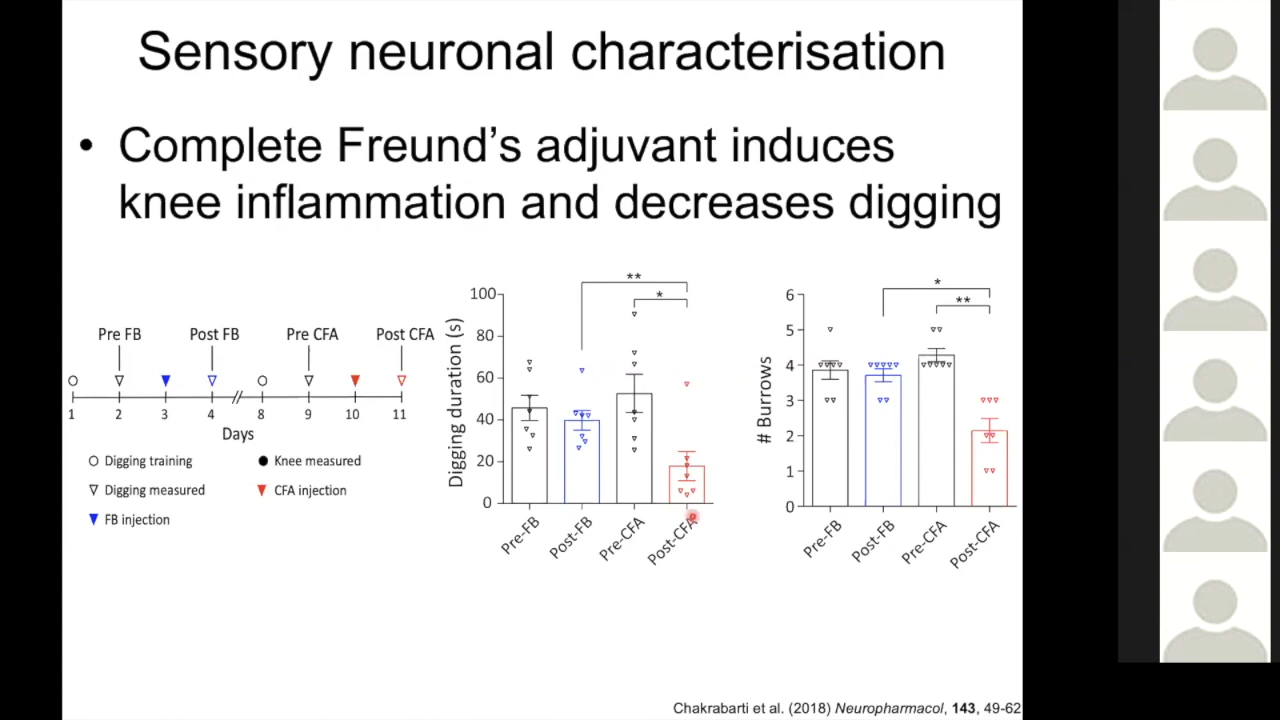 Sensory neuronal characterisation
• Complete Freund's adjuvant induces
knee inflammation and decreases digging
Pre FB Post FB Pre CFA Post CFA
1 2 3 4 8 9 10 11
Days
Digging training
Knee measured
Digging measured
CFA injection
FB injection
** 
*
100
80
60
40
20
0
Digging duration (s)
Pre-FB Post-FB Pre-CFA Post-CFA
*
**
6
5
4
3
2
1
0
# Burrows
Pre-FB Post-FB Pre-CFA Post-CFA
Chakrabarti et al. (2018) Neuropharmacol, 143, 49-62